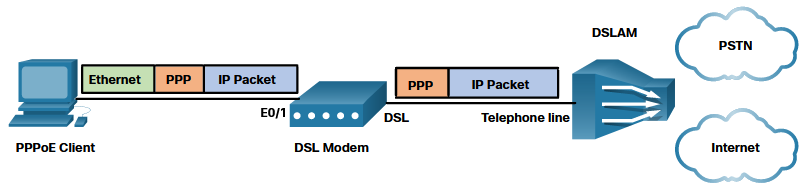 DSLAM
PSTN
Ethernet PPP IP Packet
PPP IP Packet
E0/1
DSL
Telephone line
PPPoE Client
DSL Modem
Internet